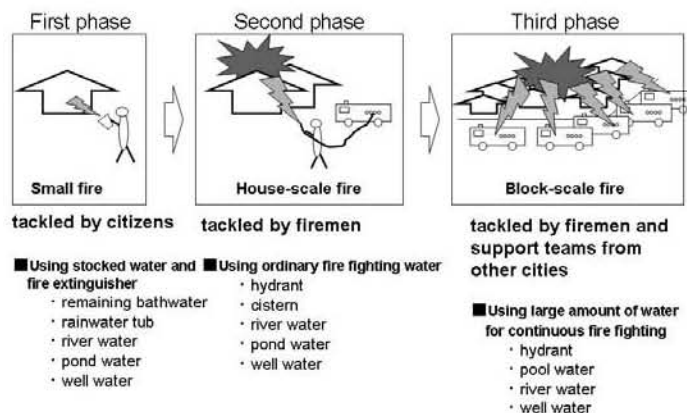 First phase
Small fire
tackled by citizens
■Using stocked water and
fire extinguisher
・remaining bathwater
・rainwater tub
・river water
・pond water
・well water
Second phase
House-scale fire
tackled by firemen
■Using ordinary fire fighting water
・hydrant
・cistern
・river water
・pond water
・well water
Third phase
Block-scale fire
tackled by firemen and
support teams from
other cities
■Using large amount of water
for continuous fire fighting
・hydrant
・pool water
・river water
・well water